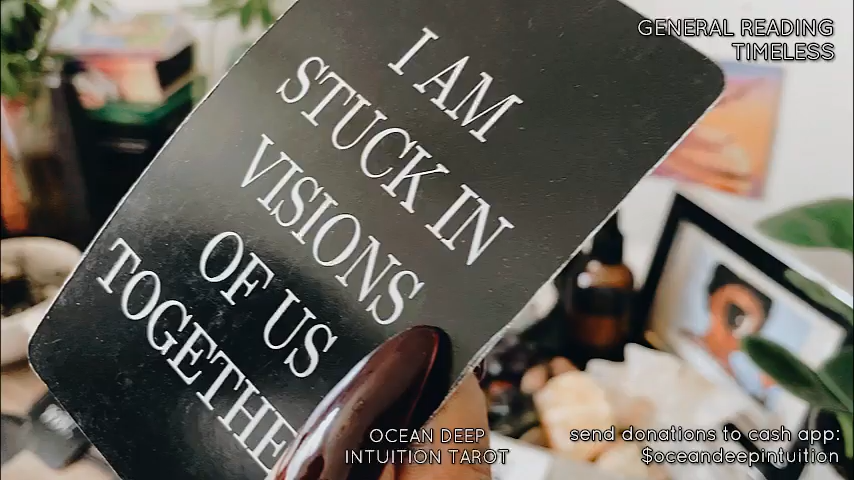 GENERAL READING
TIMELESS
I AM
STUCK IN
VISIONS
OF US
TOGETHE
OCEAN DEEP
INTUITION TAROT
send donations to cash app:
$oceandeepintuition